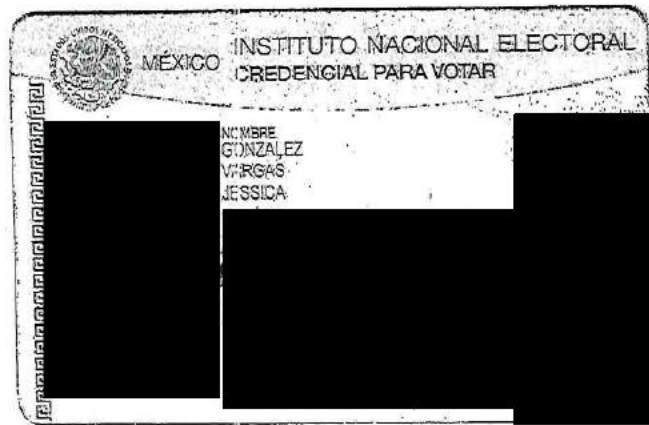 MÉXICO
INSTITUTO NACIONAL ELECTORAL
CREDENCIAL PARA VOTAR
NOMBRE
GONZALEZ
VARGAS
JESSICA